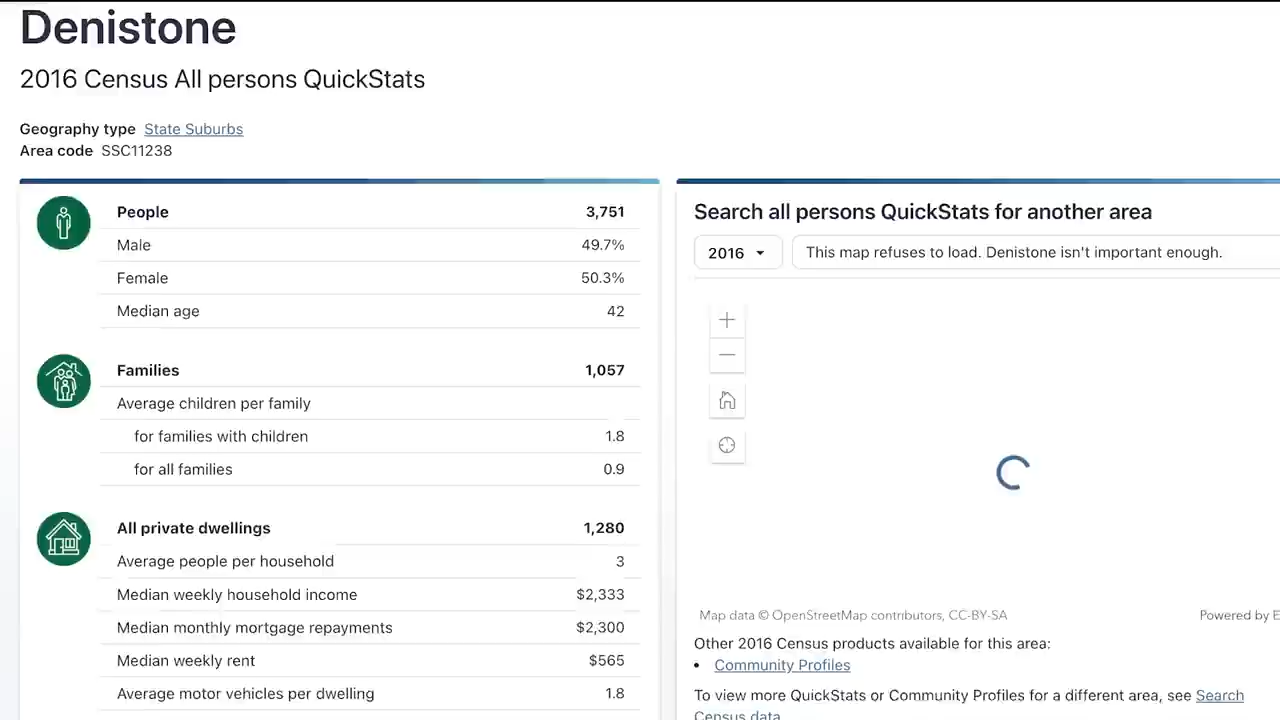 Denistone
2016 Census All persons QuickStats
Geography type State Suburbs
Area code SSC11238
People 3,751
Male 49.7%
Female 50.3%
Median age 42
Families 1,057
Average children per family
for families with children 1.8
for all families 0.9
All private dwellings 1,280
Average people per household 3
Median weekly household income $2,333
Median monthly mortgage repayments $2,300
Median weekly rent $565
Average motor vehicles per dwelling 1.8
Search all persons QuickStats for another area
2016 This map refuses to load. Denistone isn't important enough.
Map data © OpenStreetMap contributors, CC-BY-SA Powered by E
Other 2016 Census products available for this area:
• Community Profiles
To view more QuickStats or Community Profiles for a different area, see Search
Census data